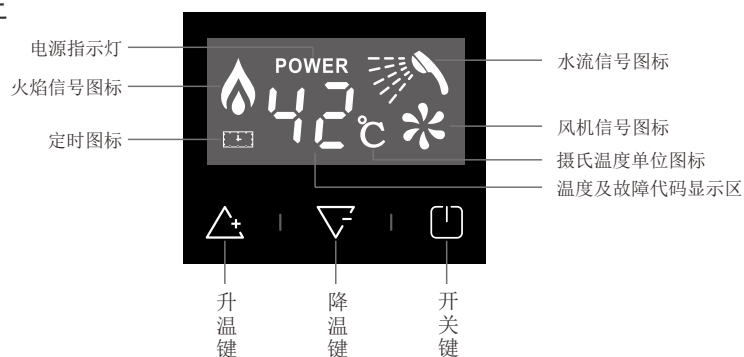 电源指示灯
火焰信号图标
定时图标
POWER
42℃
水流信号图标
风机信号图标
摄氏温度单位图标
温度及故障代码显示区
升温键
降温键
开关键